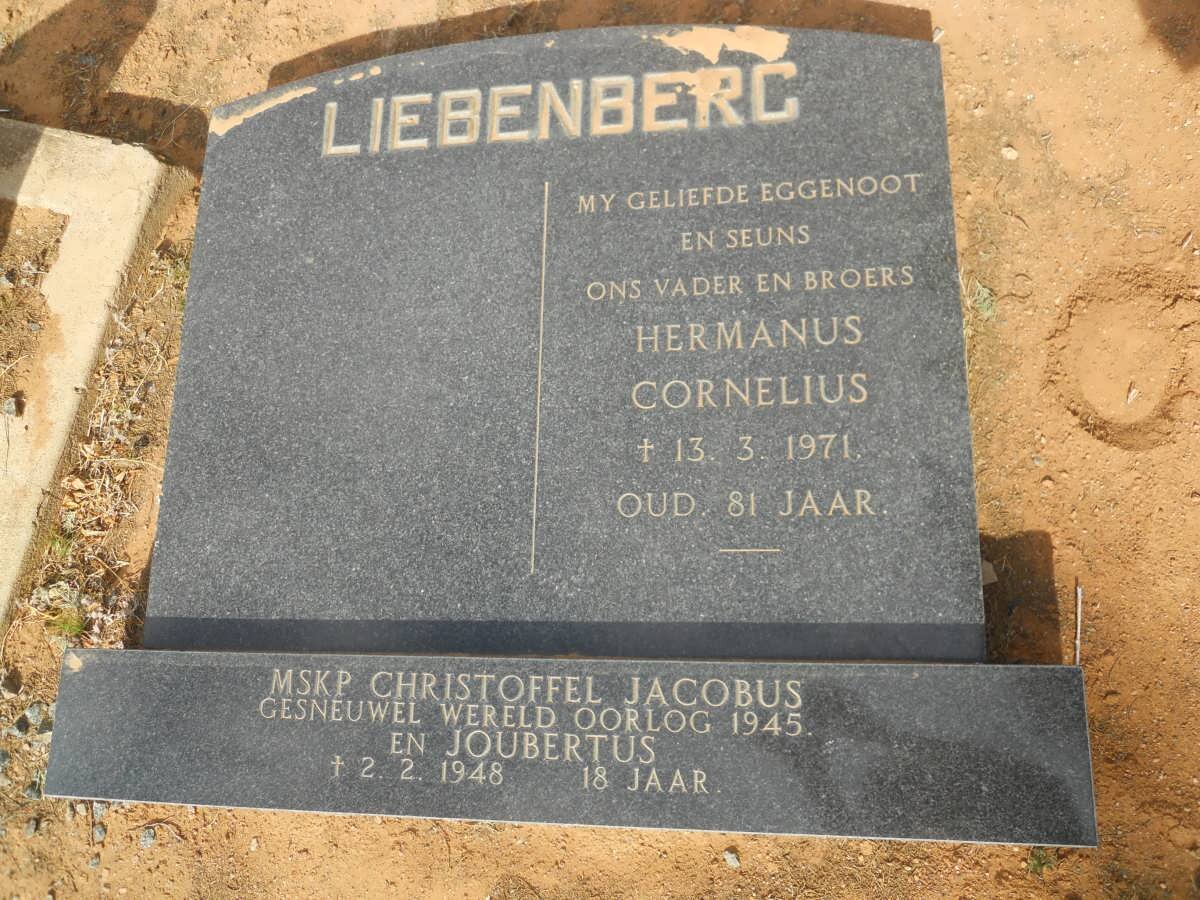 LIEBENBERG
MY GELIEFDE EGGENOOT
EN SEUNS
ONS VADER EN BROERS
HERMANUS
CORNELIUS
† 13. 3. 1971.
OUD. 81 JAAR.
MSKP CHRISTOFFEL JACOBUS
GESNEUWEL WERELD OORLOG 1945.
EN JOUBERTUS
† 2. 2. 1948 18 JAAR.